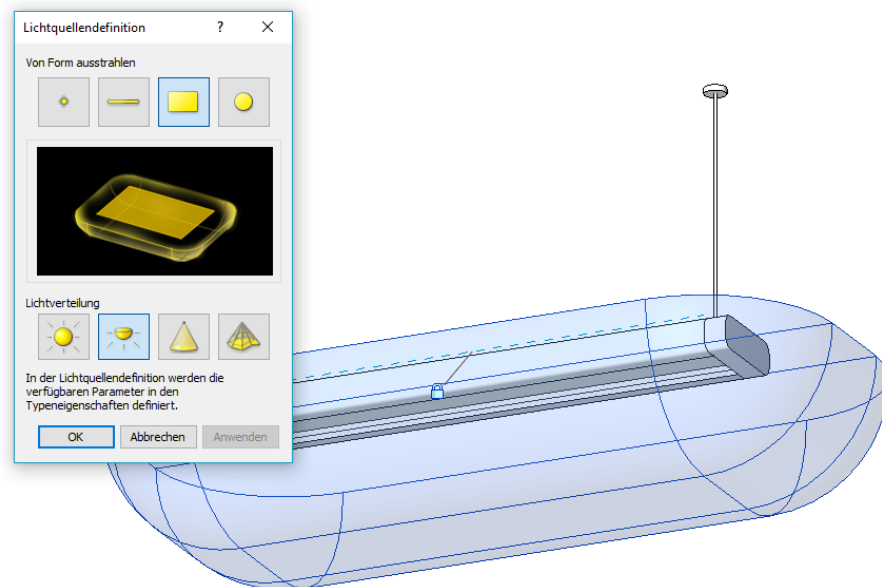 Lichtquellendefinition ?
Von Form ausstrahlen
Lichtverteilung
In der Lichtquellendefinition werden die
verfügbaren Parameter in den
Typeneigenschaften definiert.
OK Abbrechen Anwenden